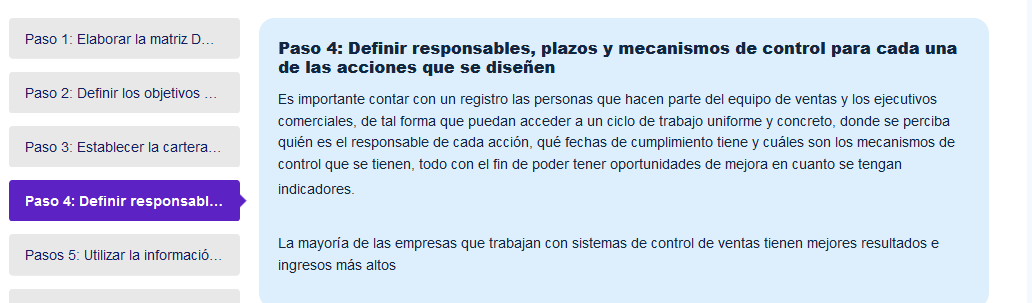 Paso 1: Elaborar la matriz D...
Paso 2: Definir los objetivos ...
Paso 3: Establecer la cartera...
Paso 4: Definir responsabl...
Pasos 5: Utilizar la informació...
Paso 4: Definir responsables, plazos y mecanismos de control para cada una
de las acciones que se diseñen
Es importante contar con un registro las personas que hacen parte del equipo de ventas y los ejecutivos
comerciales, de tal forma que puedan acceder a un ciclo de trabajo uniforme y concreto, donde se perciba
quién es el responsable de cada acción, qué fechas de cumplimiento tiene y cuáles son los mecanismos de
control que se tienen, todo con el fin de poder tener oportunidades de mejora en cuanto se tengan
indicadores.
La mayoría de las empresas que trabajan con sistemas de control de ventas tienen mejores resultados e
ingresos más altos